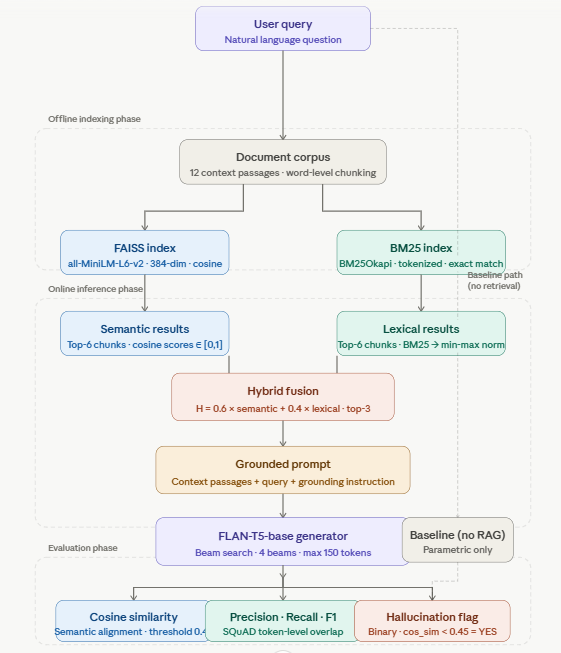 User query
Natural language question
Offline indexing phase
Document corpus
12 context passages · word-level chunking
FAISS index
all-MiniLM-L6-v2 · 384-dim · cosine
BM25 index
BM25Okapi · tokenized · exact match
Baseline path
(no retrieval)
Online inference phase
Semantic results
Top-6 chunks · cosine scores ∈ [0,1]
Lexical results
Top-6 chunks · BM25 → min-max norm
Hybrid fusion
H = 0.6 × semantic + 0.4 × lexical · top-3
Grounded prompt
Context passages + query + grounding instruction
FLAN-T5-base generator
Beam search · 4 beams · max 150 tokens
Baseline (no RAG)
Parametric only
Evaluation phase
Cosine similarity
Semantic alignment · threshold 0.4
Precision · Recall · F1
SQuAD token-level overlap
Hallucination flag
Binary · cos_sim < 0.45 = YES